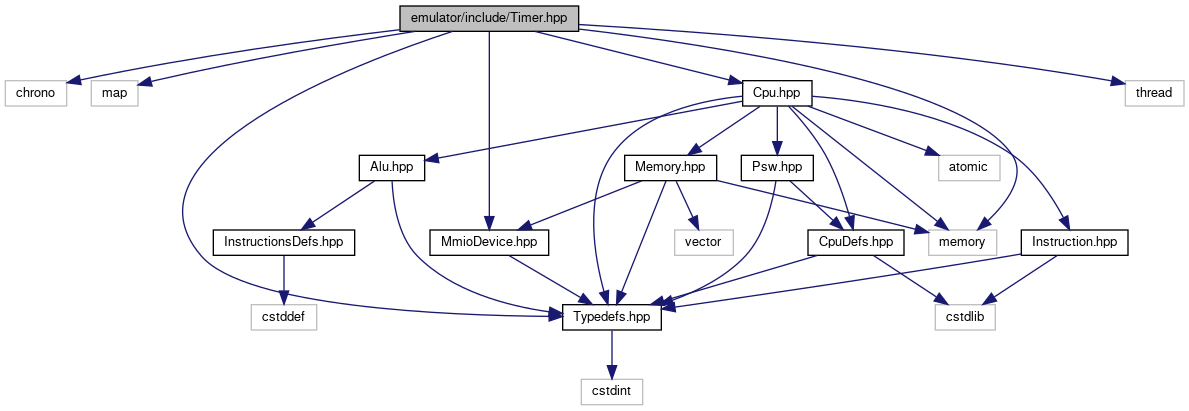 emulator/include/Timer.hpp
chrono
map
Cpu.hpp
thread
Alu.hpp
Memory.hpp
Psw.hpp
atomic
InstructionsDefs.hpp
MmioDevice.hpp
vector
CpuDefs.hpp
memory
Instruction.hpp
cstddef
Typedefs.hpp
cstdlib
cstdint